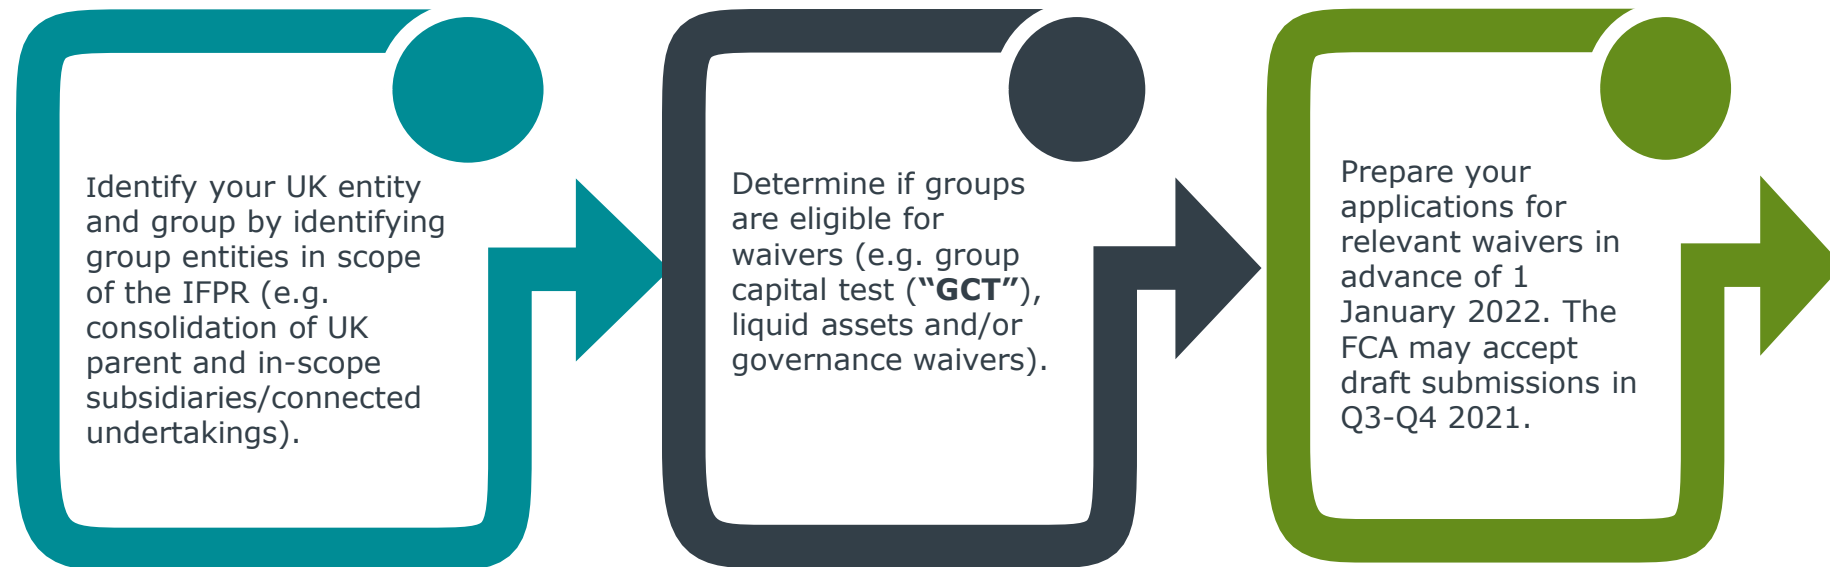 Identify your UK entity
and group by identifying
group entities in scope
of the IFPR (e.g.
consolidation of UK
parent and in-scope
subsidiaries/connected
undertakings).
Determine if groups
are eligible for
waivers (e.g. group
capital test (“GCT”),
liquid assets and/or
governance waivers).
Prepare your
applications for
relevant waivers in
advance of 1
January 2022. The
FCA may accept
draft submissions in
Q3-Q4 2021.